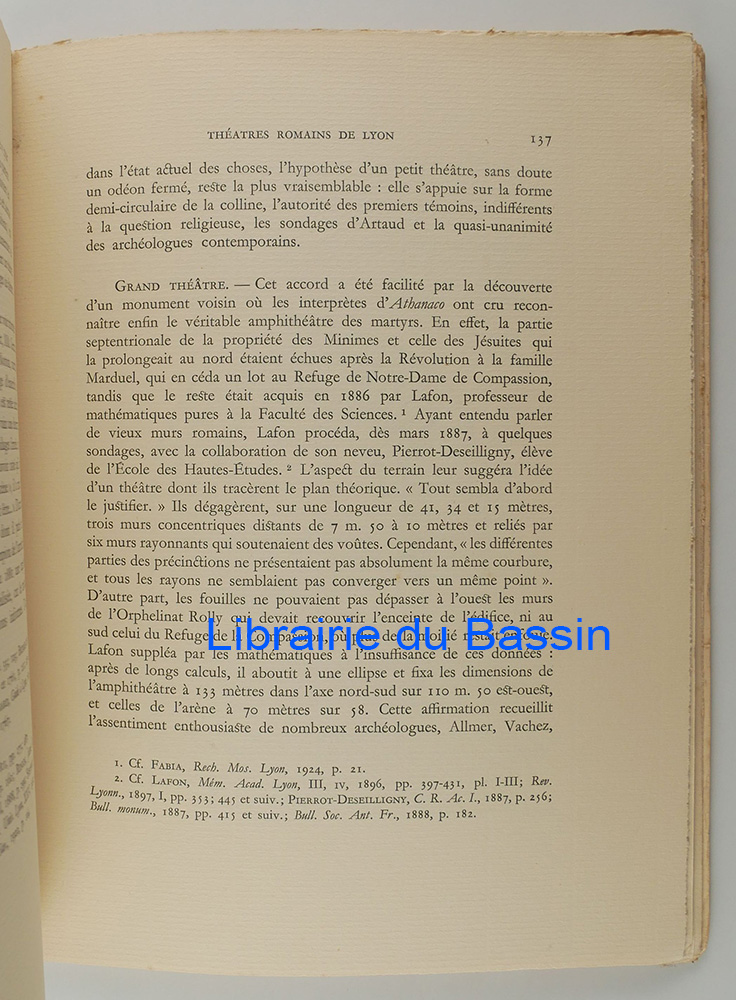 THÉATRES ROMAINS DE LYON 137
dans l'état actuel des choses, l'hypothèse d'un petit théâtre, sans doute
un odéon fermé, reste la plus vraisemblable : elle s'appuie sur la forme
demi-circulaire de la colline, l'autorité des premiers témoins, indifférents
à la question religieuse, les sondages d'Artaud et la quasi-unanimité
des archéologues contemporains.
GRAND THÉÂTRE. — Cet accord a été facilité par la découverte
d'un monument voisin où les interprètes d'Athanaco ont cru recon-
naître enfin le véritable amphithéâtre des martyrs. En effet, la partie
septentrionale de la propriété des Minimes et celle des Jésuites qui
la prolongeait au nord étaient échues après la Révolution à la famille
Marduel, qui en céda un lot au Refuge de Notre-Dame de Compassion,
tandis que le reste était acquis en 1886 par Lafon, professeur de
mathématiques pures à la Faculté des Sciences. 1 Ayant entendu parler
de vieux murs romains, Lafon procéda, dès mars 1887, à quelques
sondages, avec la collaboration de son neveu, Pierrot-Deseilligny, élève
de l'École des Hautes-Études. 2 L'aspect du terrain leur suggéra l'idée
d'un théâtre dont ils tracèrent le plan théorique. « Tout sembla d'abord
le justifier. » Ils dégagèrent, sur une longueur de 41, 34 et 15 mètres,
trois murs concentriques distants de 7 m. 50 à 10 mètres et reliés par
six murs rayonnants qui soutenaient des voûtes. Cependant, « les différentes
parties des précinctions ne présentaient pas absolument la même courbure,
et tous les rayons ne semblaient pas converger vers un même point ».
D'autre part, les fouilles ne pouvaient pas dépasser à l'ouest les murs
de l'Orphelinat Rolly qui devait recouvrir l'enceinte de l'édifice, ni au
sud celui du Refuge de la Compassion, où plus de la moitié restait enfouie.
Lafon suppléa par les mathématiques à l'insuffisance de ces données :
après de longs calculs, il aboutit à une ellipse et fixa les dimensions de
l'amphithéâtre à 133 mètres dans l'axe nord-sud sur 110 m. 50 est-ouest,
et celles de l'arène à 70 mètres sur 58. Cette affirmation recueillit
l'assentiment enthousiaste de nombreux archéologues, Allmer, Vachez,
1. Cf. FABIA, Rech. Mos. Lyon, 1924, p. 21.
2. Cf. LAFON, Mém. Acad. Lyon, III, IV, 1896, pp. 397-431, pl. I-III; Rev.
Lyonn., 1897, I, pp. 353; 445 et suiv.; PIERROT-DESEILLIGNY, C. R. Ac. I., 1887, p. 256;
Bull. monum., 1887, pp. 415 et suiv.; Bull. Soc. Ant. Fr., 1888, p. 182.
Librairie du Bassin